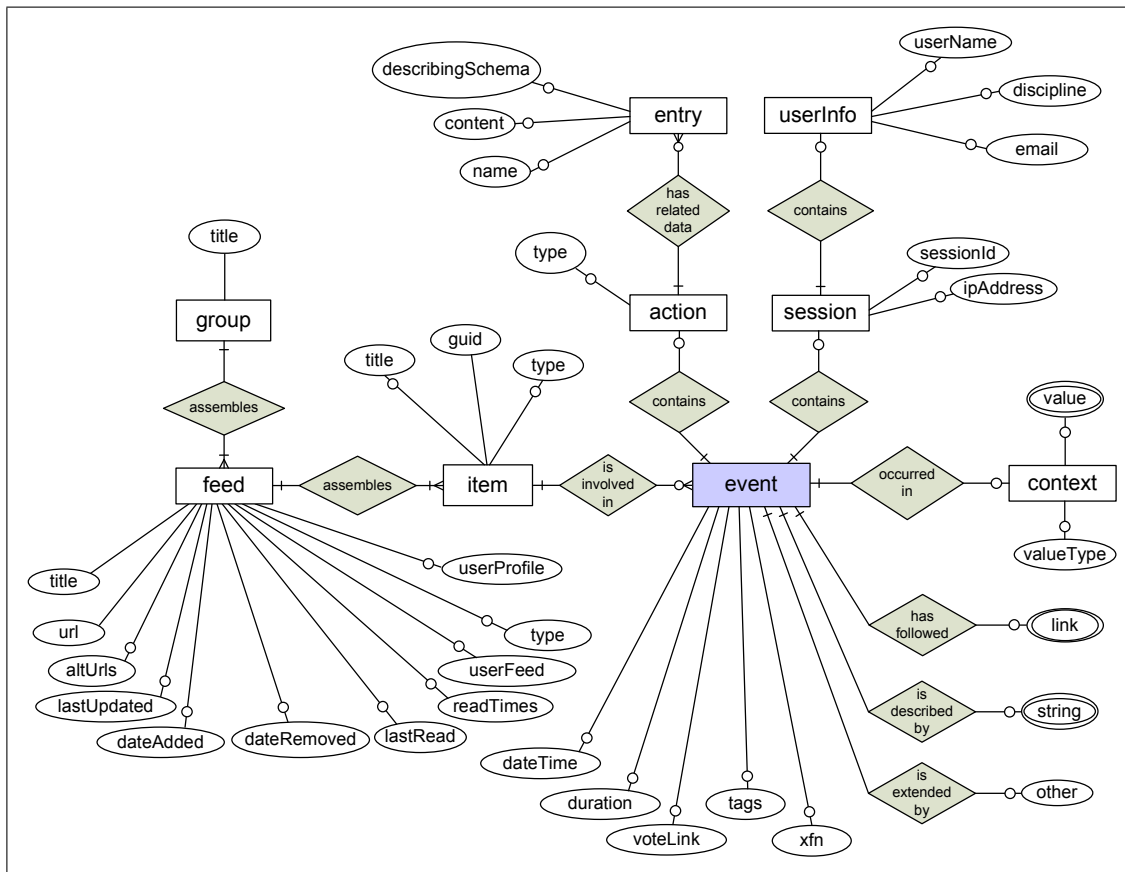 userName
describingSchema
discipline
entry
userInfo
content
email
name
has
related
data
contains
title
type
sessionId
ipAddress
group
action
session
guid
title
type
assembles
contains
contains
value
feed
assembles
item
is
involved
in
event
occurred
in
context
userProfile
valueType
title
url
type
has
followed
link
altUrls
userFeed
lastUpdated
readTimes
is
described
by
string
dateAdded
dateRemoved
lastRead
dateTime
is
extended
by
other
duration
tags
voteLink
xfn